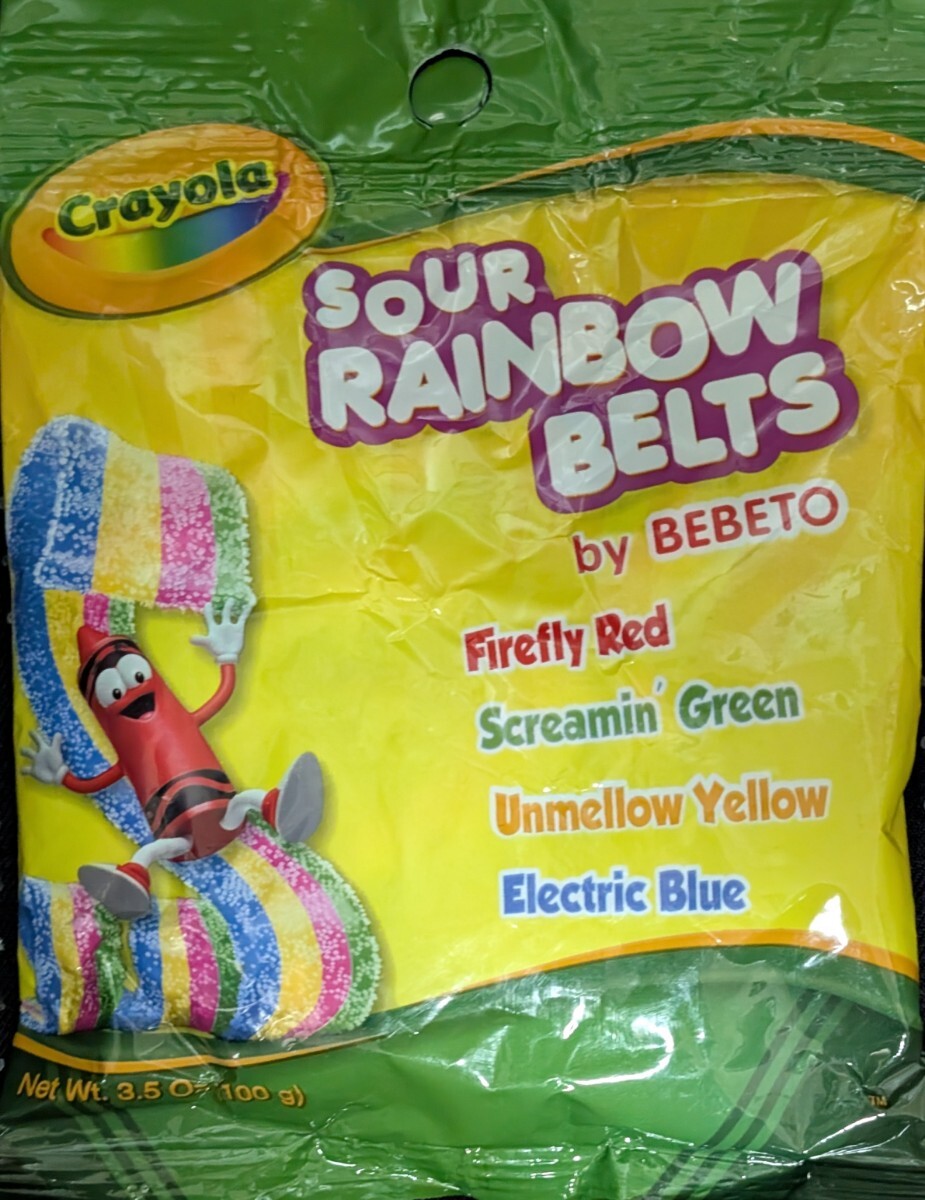 Crayola
SOUR
RAINBOW
BELTS
by BEBETO
Firefly Red
Screamin' Green
Unmellow Yellow
Electric Blue
Net Wt. 3.5 Oz (100 g)
TM